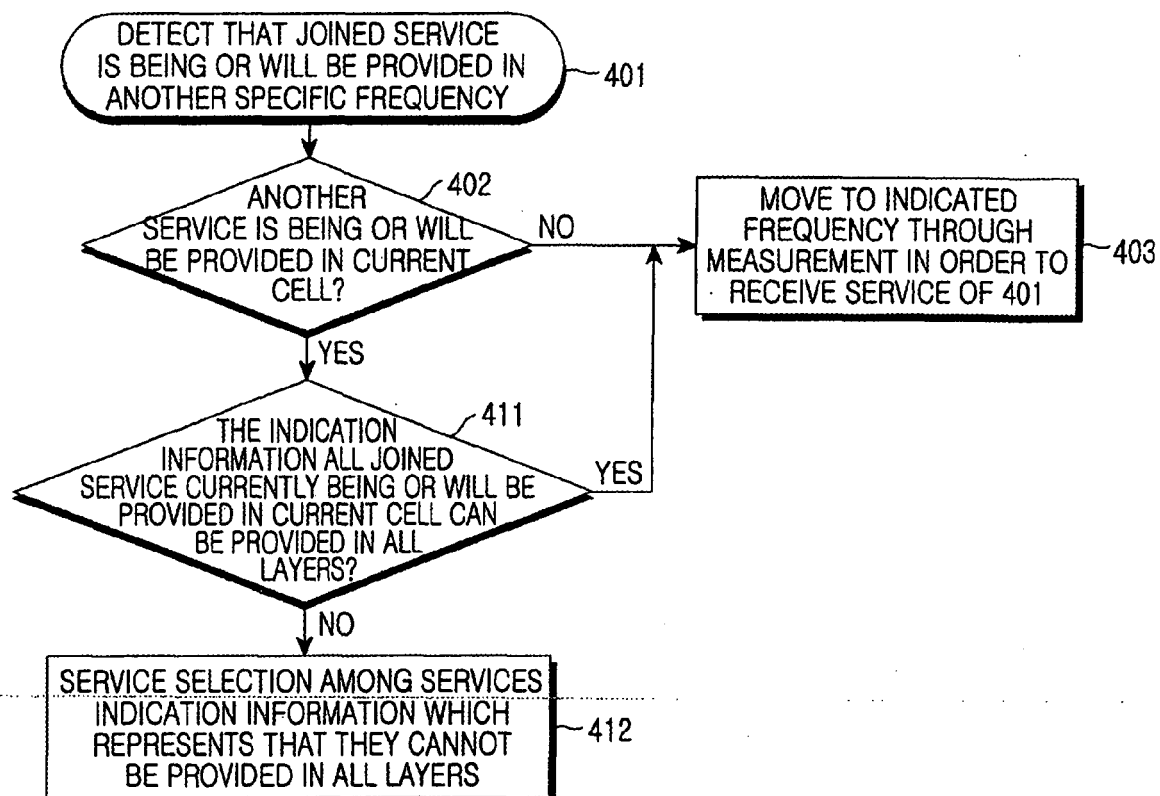 DETECT THAT JOINED SERVICE
IS BEING OR WILL BE PROVIDED IN
ANOTHER SPECIFIC FREQUENCY
401
ANOTHER
SERVICE IS BEING OR WILL
BE PROVIDED IN CURRENT
CELL?
402
NO
MOVE TO INDICATED
FREQUENCY THROUGH
MEASUREMENT IN ORDER TO
RECEIVE SERVICE OF 401
403
YES
THE INDICATION
INFORMATION ALL JOINED
SERVICE CURRENTLY BEING OR WILL BE
PROVIDED IN CURRENT CELL CAN
BE PROVIDED IN ALL
LAYERS?
411
YES
NO
SERVICE SELECTION AMONG SERVICES
INDICATION INFORMATION WHICH
REPRESENTS THAT THEY CANNOT
BE PROVIDED IN ALL LAYERS
412